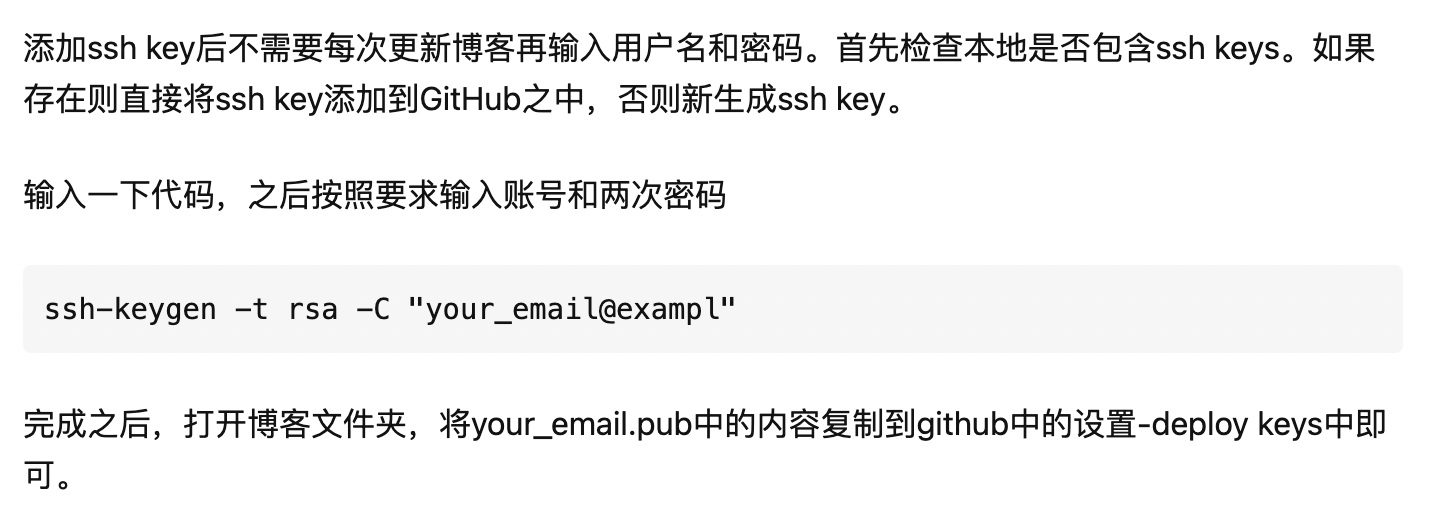 添加ssh key后不需要每次更新博客再输入用户名和密码。首先检查本地是否包含ssh keys。如果
存在则直接将ssh key添加到GitHub之中，否则新生成ssh key。
输入一下代码，之后按照要求输入账号和两次密码
ssh-keygen -t rsa -C "your_email@exampl"
完成之后，打开博客文件夹，将your_email.pub中的内容复制到github中的设置-deploy keys中即
可。